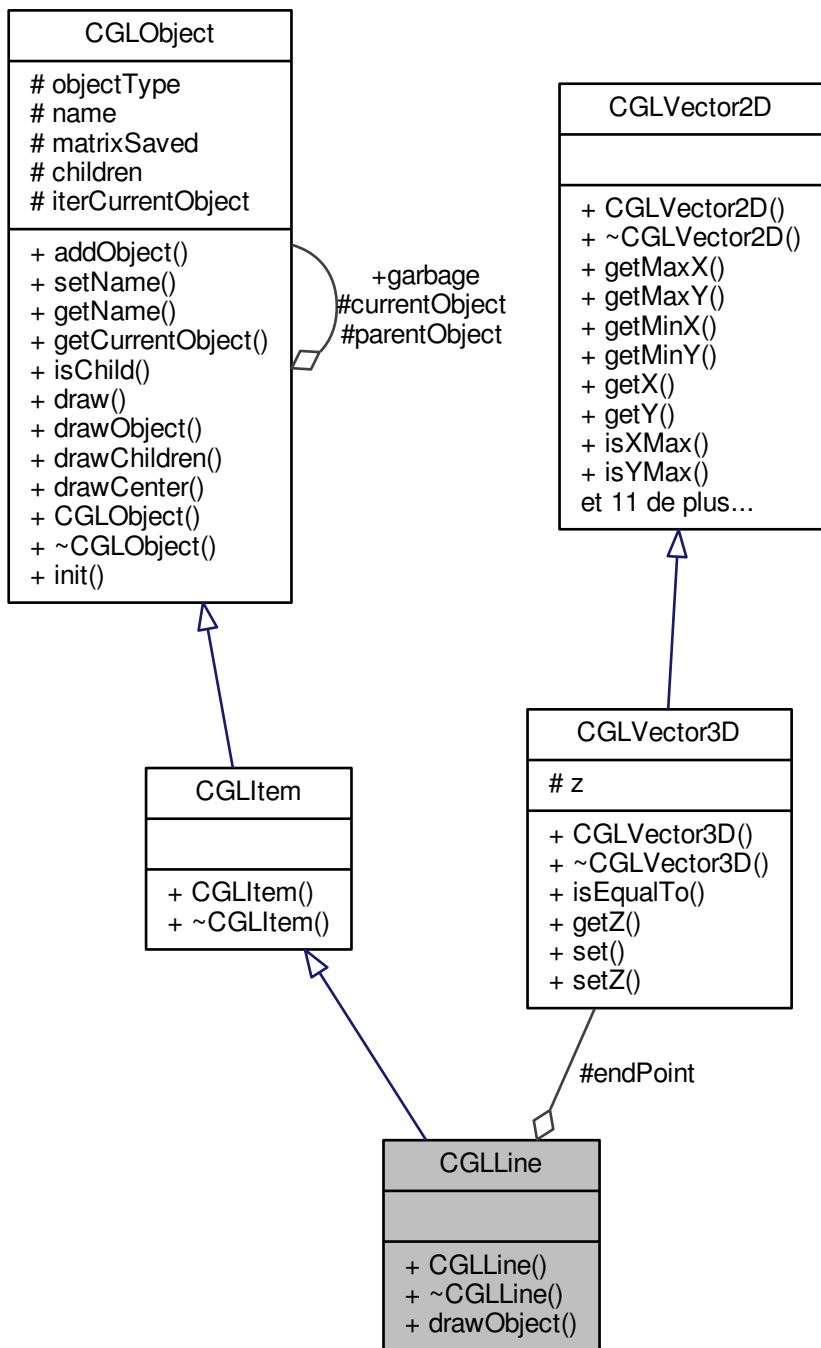 CGLObject
# objectType
# name
# matrixSaved
# children
# iterCurrentObject
+ addObject()
+ setName()
+ getName()
+ getCurrentObject()
+ isChild()
+ draw()
+ drawObject()
+ drawChildren()
+ drawCenter()
+ CGLObject()
+ ~CGLObject()
+ init()
+garbage
#currentObject
#parentObject
CGLVector2D
+ CGLVector2D()
+ ~CGLVector2D()
+ getMaxX()
+ getMaxY()
+ getMinX()
+ getMinY()
+ getX()
+ getY()
+ isXMax()
+ isYMax()
et 11 de plus...
CGLItem
+ CGLItem()
+ ~CGLItem()
CGLVector3D
# z
+ CGLVector3D()
+ ~CGLVector3D()
+ isEqualTo()
+ getZ()
+ set()
+ setZ()
#endPoint
CGLLine
+ CGLLine()
+ ~CGLLine()
+ drawObject()